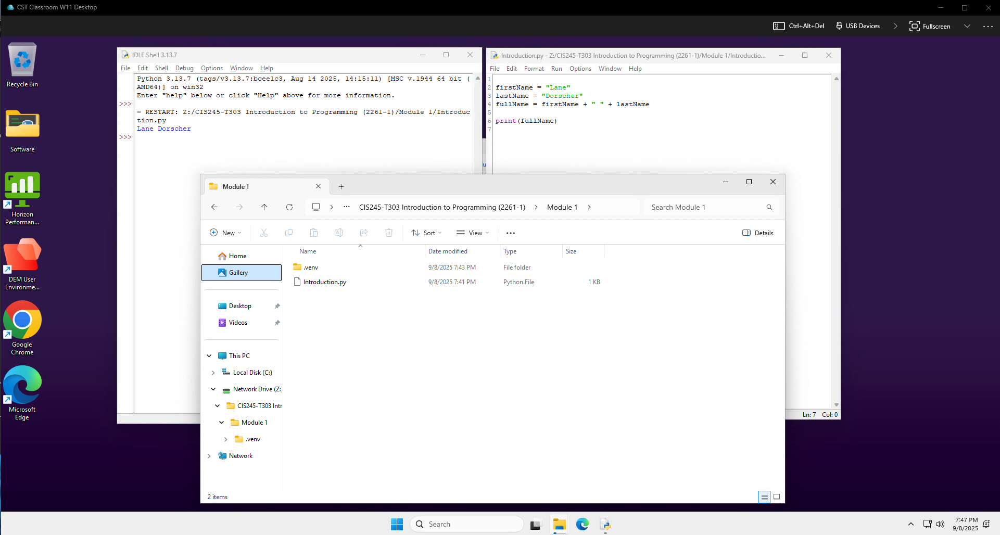 CST Classroom W11 Desktop
Ctrl+Alt+Del
USB Devices
Fullscreen
Recycle Bin
Software
Horizon
Performan...
DEM User
Environme...
Google
Chrome
Microsoft
Edge
IDLE Shell 3.13.7
File Edit Shell Debug Options Window Help
Python 3.13.7 (tags/v3.13.7:bcee1c3, Aug 14 2025, 14:15:11) [MSC v.1944 64 bit (
AMD64)] on win32
Enter "help" below or click "Help" above for more information.
>>>
= RESTART: Z:/CIS245-T303 Introduction to Programming (2261-1)/Module 1/Introduc
tion.py
Lane Dorscher
>>>
Introduction.py - Z:/CIS245-T303 Introduction to Programming (2261-1)/Module 1/Introductio...
File Edit Format Run Options Window Help
1
2 firstName = "Lane"
3 lastName = "Dorscher"
4 fullName = firstName + " " + lastName
5
6 print(fullName)
7
u
Ln: 7 Col: 0
Module 1
CIS245-T303 Introduction to Programming (2261-1) > Module 1 >
Search Module 1
New
Sort
View
Details
Name Date modified Type Size
.venv 9/8/2025 7:43 PM File folder
Introduction.py 9/8/2025 7:41 PM Python.File 1 KB
Home
Gallery
Desktop
Videos
This PC
Local Disk (C:)
Network Drive (Z:
CIS245-T303 Intr
Module 1
.venv
Network
2 items
Search
7:47 PM
9/8/2025